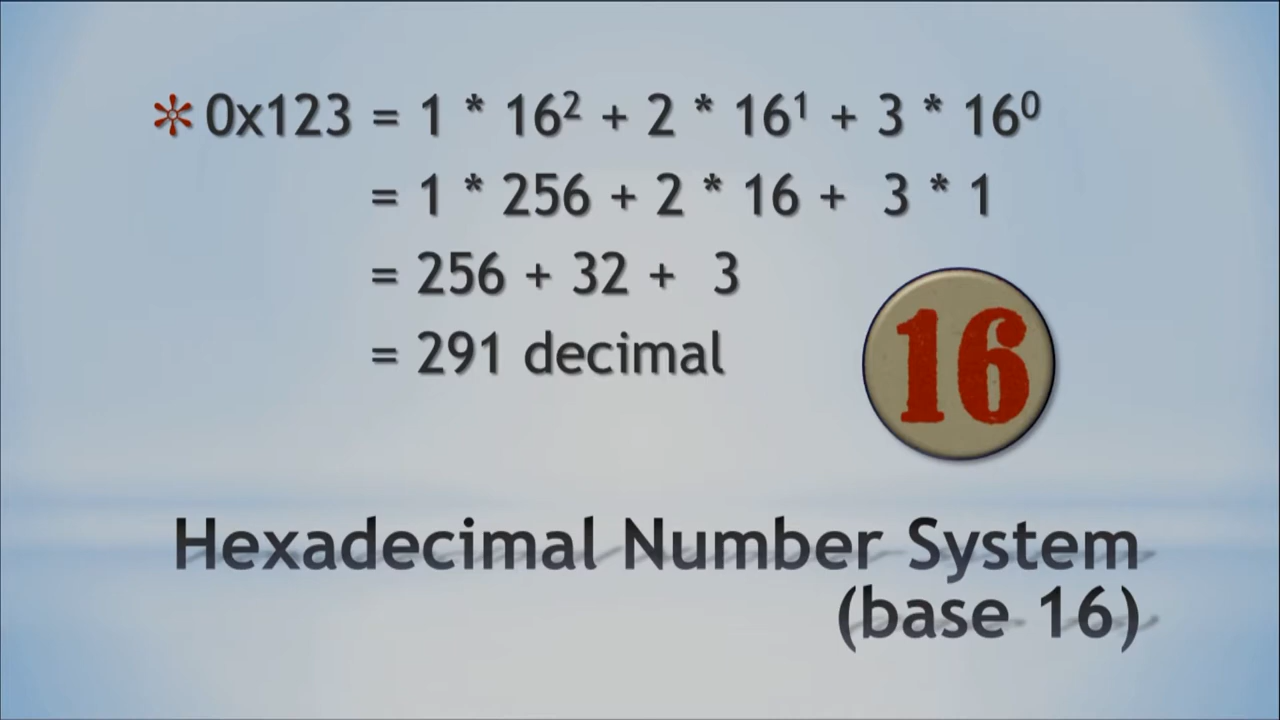 ✻ 0x123 = 1 * 16² + 2 * 16¹ + 3 * 16⁰
= 1 * 256 + 2 * 16 + 3 * 1
= 256 + 32 + 3
= 291 decimal
16
Hexadecimal Number System
(base 16)